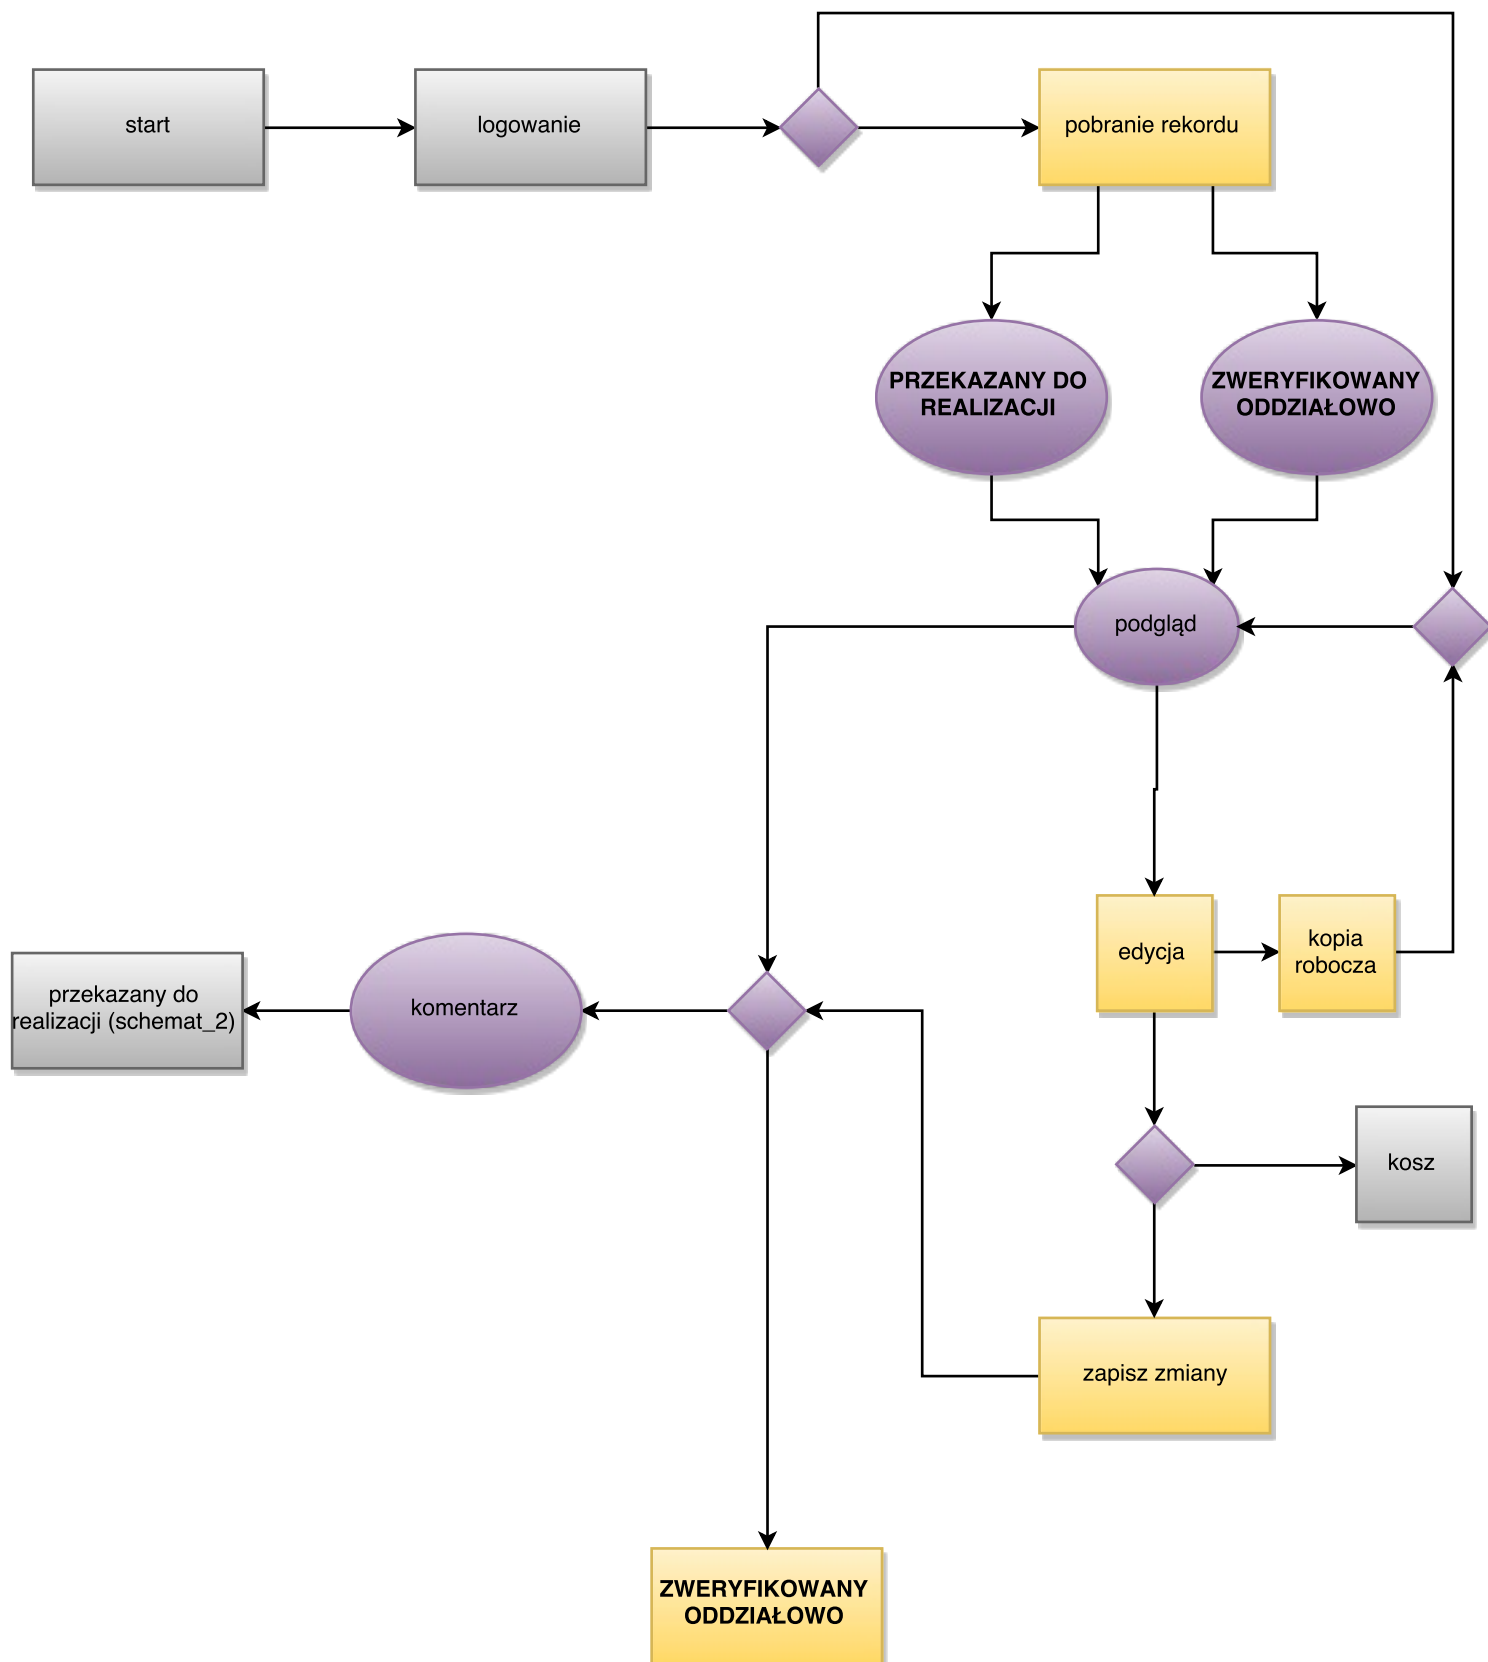 start
logowanie
pobranie rekordu
PRZEKAZANY DO
REALIZACJI
ZWERYFIKOWANY
ODDZIAŁOWO
podgląd
edycja
kopia
robocza
przekazany do
realizacji (schemat_2)
komentarz
kosz
zapisz zmiany
ZWERYFIKOWANY
ODDZIAŁOWO